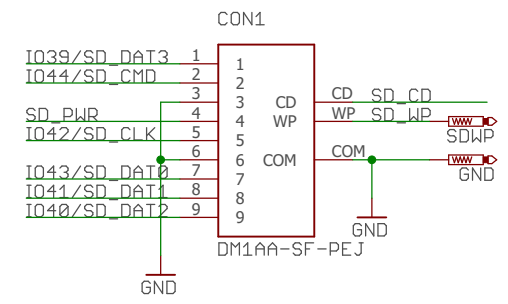 CON1
IO39/SD_DAT3 1 1
IO44/SD_CMD 2 2
3 3 CD CD SD_CD
SD_PWR 4 4 WP WP SD_WP
IO42/SD_CLK 5 5 SDWP
6 6 COM COM
IO43/SD_DAT0 7 7 GND
IO41/SD_DAT1 8 8
IO40/SD_DAT2 9 9
GND
DM1AA-SF-PEJ
GND